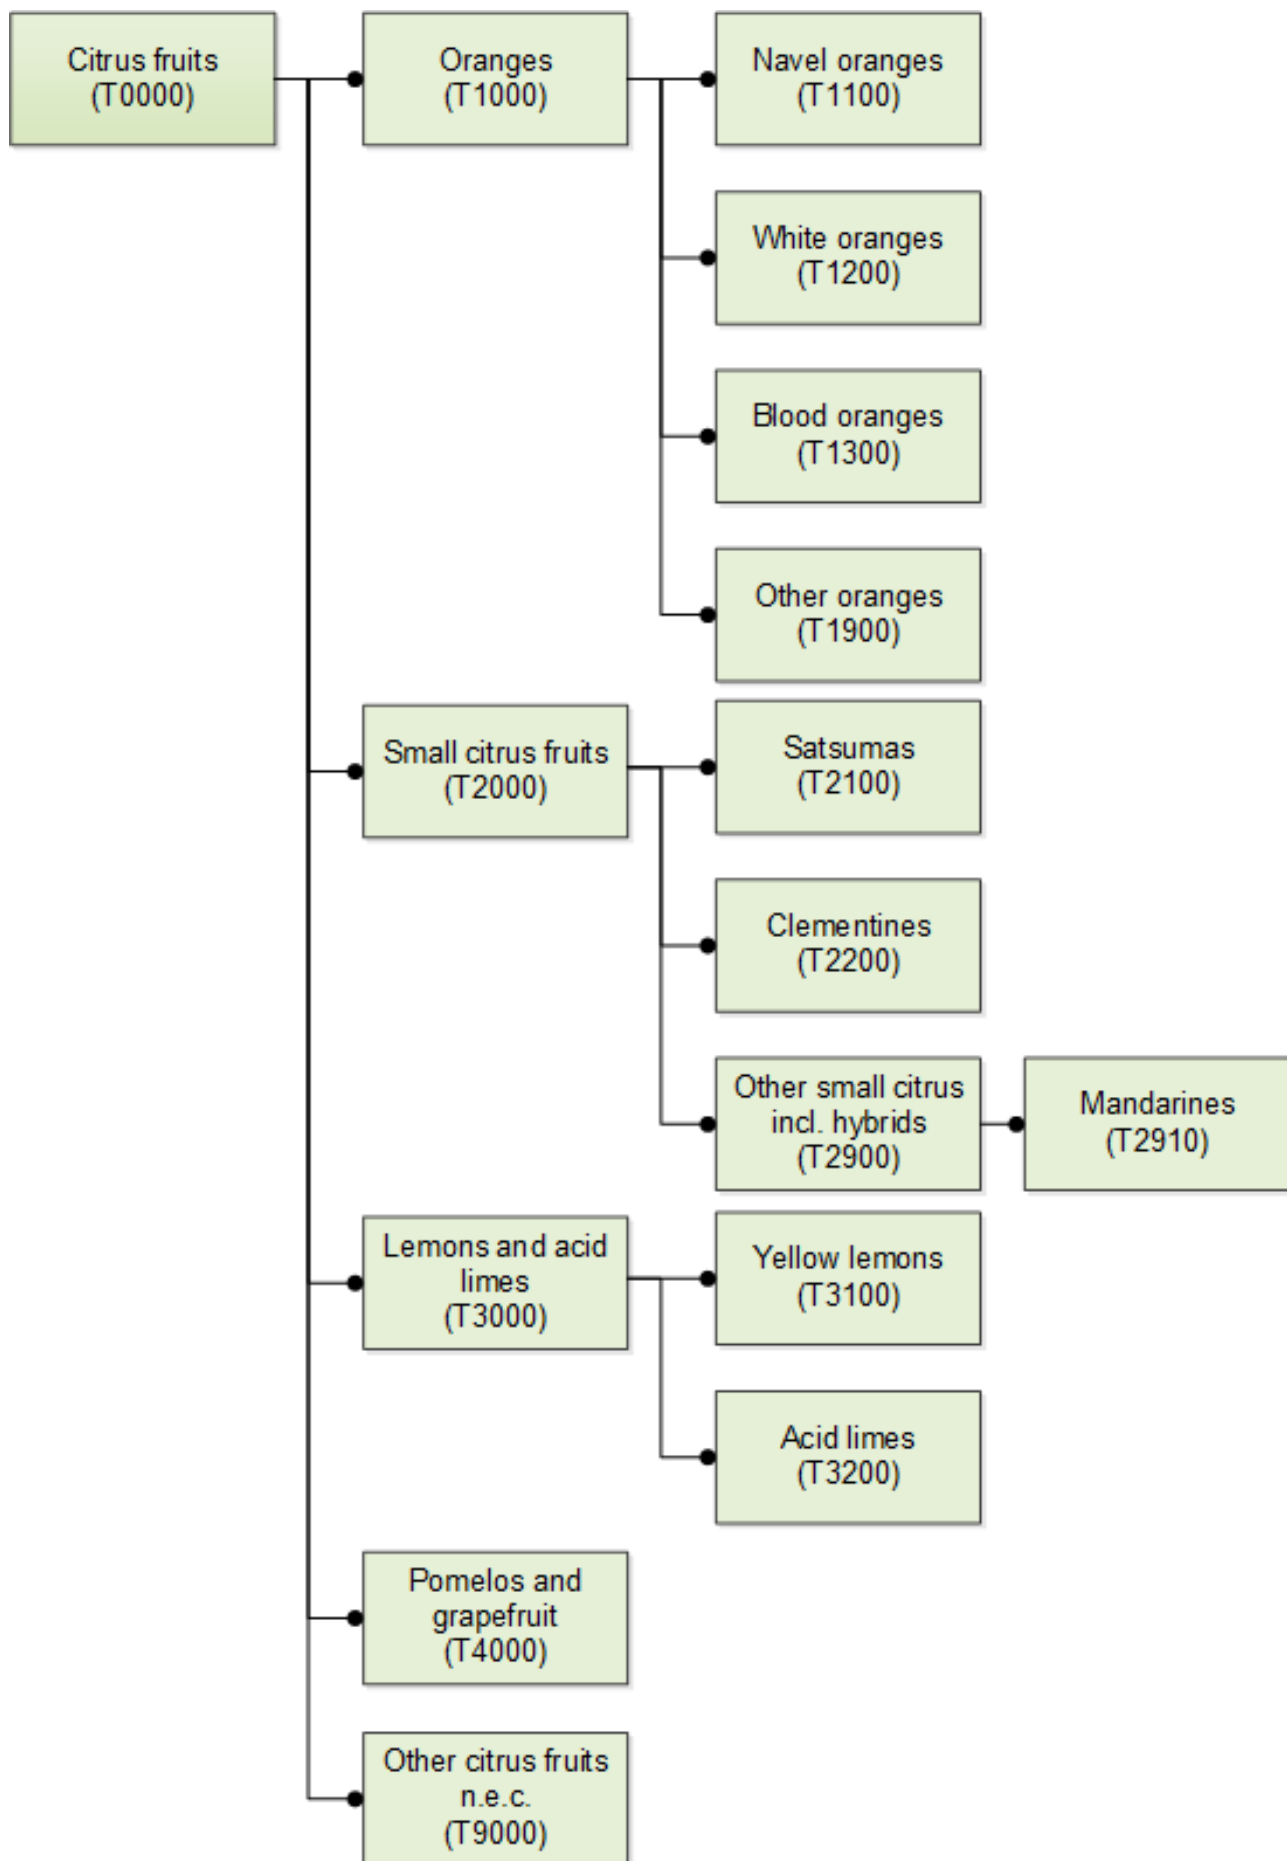 Citrus fruits
(T0000)
Oranges
(T1000)
Navel oranges
(T1100)
White oranges
(T1200)
Blood oranges
(T1300)
Other oranges
(T1900)
Small citrus fruits
(T2000)
Satsumas
(T2100)
Clementines
(T2200)
Other small citrus
incl. hybrids
(T2900)
Mandarines
(T2910)
Lemons and acid
limes
(T3000)
Yellow lemons
(T3100)
Acid limes
(T3200)
Pomelos and
grapefruit
(T4000)
Other citrus fruits
n.e.c.
(T9000)